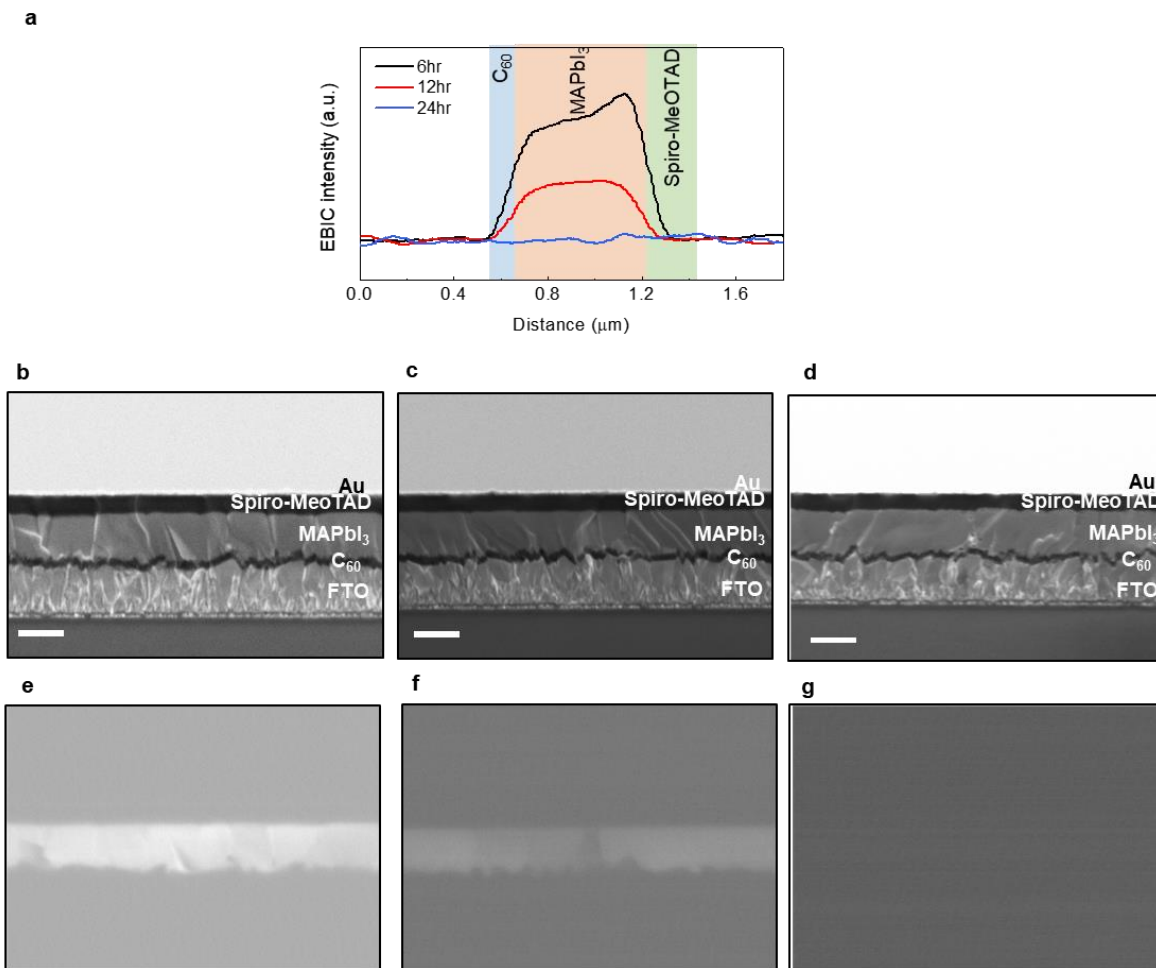 a
6hr
12hr
24hr
C60
MAPbI3
Spiro-MeOTAD
EBIC intensity (a.u.)
0.0 0.4 0.8 1.2 1.6
Distance (μm)
b
Au
Spiro-MeoTAD
MAPbI3
C60
FTO
c
Au
Spiro-MeoTAD
MAPbI3
C60
FTO
d
Au
Spiro-MeoTAD
MAPbI3
C60
FTO
e
f
g